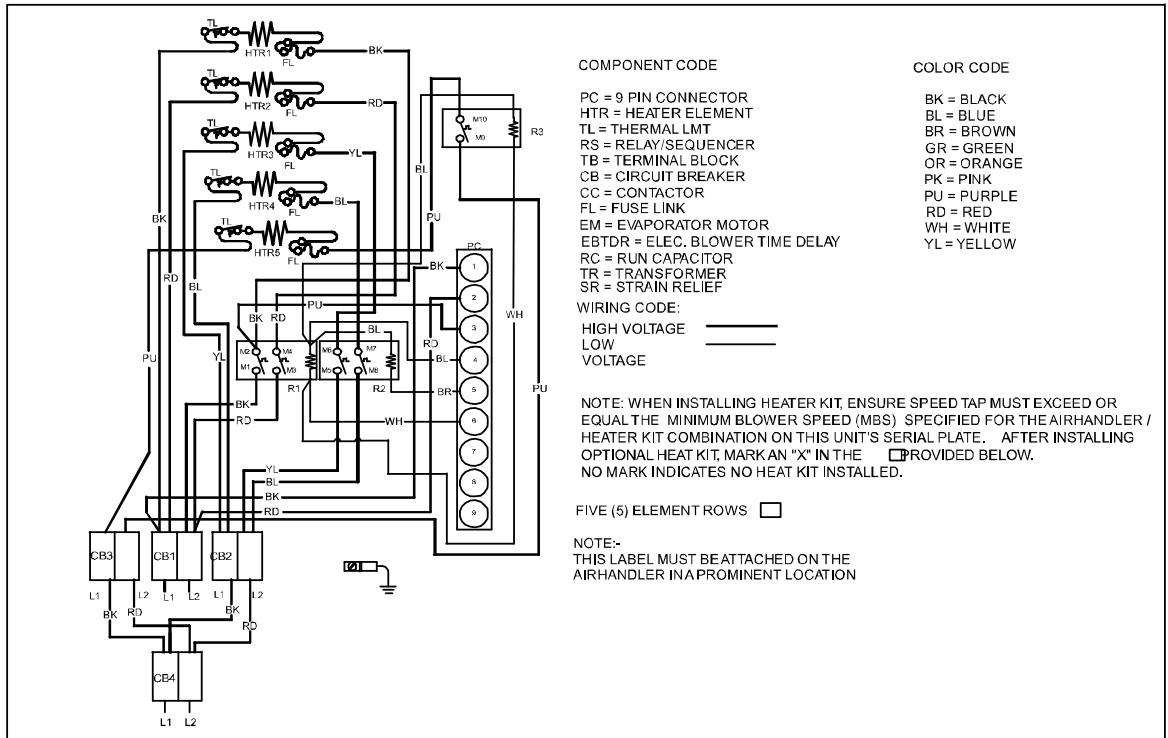 TL
HTR1
FL
BK
TL
HTR2
FL
RD
TL
HTR3
FL
YL
TL
HTR4
FL
BL
TL
HTR5
FL
M10
M9
R3
BL
PU
BK
RD
BL
PU
YL
PC
1
2
3
4
5
6
7
8
9
BK
PU
BK
RD
RD
BL
BL
BR
WH
WH
PU
M2
M4
M1
M3
R1
M6
M7
M5
M8
R2
BK
RD
YL
BL
BK
RD
CB3
CB1
CB2
L1
L2
L1
L2
L1
L2
BK
RD
BK
RD
CB4
L1
L2
COMPONENT CODE
PC = 9 PIN CONNECTOR
HTR = HEATER ELEMENT
TL = THERMAL LMT
RS = RELAY/SEQUENCER
TB = TERMINAL BLOCK
CB = CIRCUIT BREAKER
CC = CONTACTOR
FL = FUSE LINK
EM = EVAPORATOR MOTOR
EBTDR = ELEC. BLOWER TIME DELAY
RC = RUN CAPACITOR
TR = TRANSFORMER
SR = STRAIN RELIEF
WIRING CODE:
HIGH VOLTAGE
LOW
VOLTAGE
COLOR CODE
BK = BLACK
BL = BLUE
BR = BROWN
GR = GREEN
OR = ORANGE
PK = PINK
PU = PURPLE
RD = RED
WH = WHITE
YL = YELLOW
NOTE: WHEN INSTALLING HEATER KIT, ENSURE SPEED TAP MUST EXCEED OR
EQUAL THE MINIMUM BLOWER SPEED (MBS) SPECIFIED FOR THE AIRHANDLER /
HEATER KIT COMBINATION ON THIS UNIT'S SERIAL PLATE. AFTER INSTALLING
OPTIONAL HEAT KIT, MARK AN "X" IN THE PROVIDED BELOW.
NO MARK INDICATES NO HEAT KIT INSTALLED.
FIVE (5) ELEMENT ROWS
NOTE:-
THIS LABEL MUST BE ATTACHED ON THE
AIRHANDLER IN A PROMINENT LOCATION